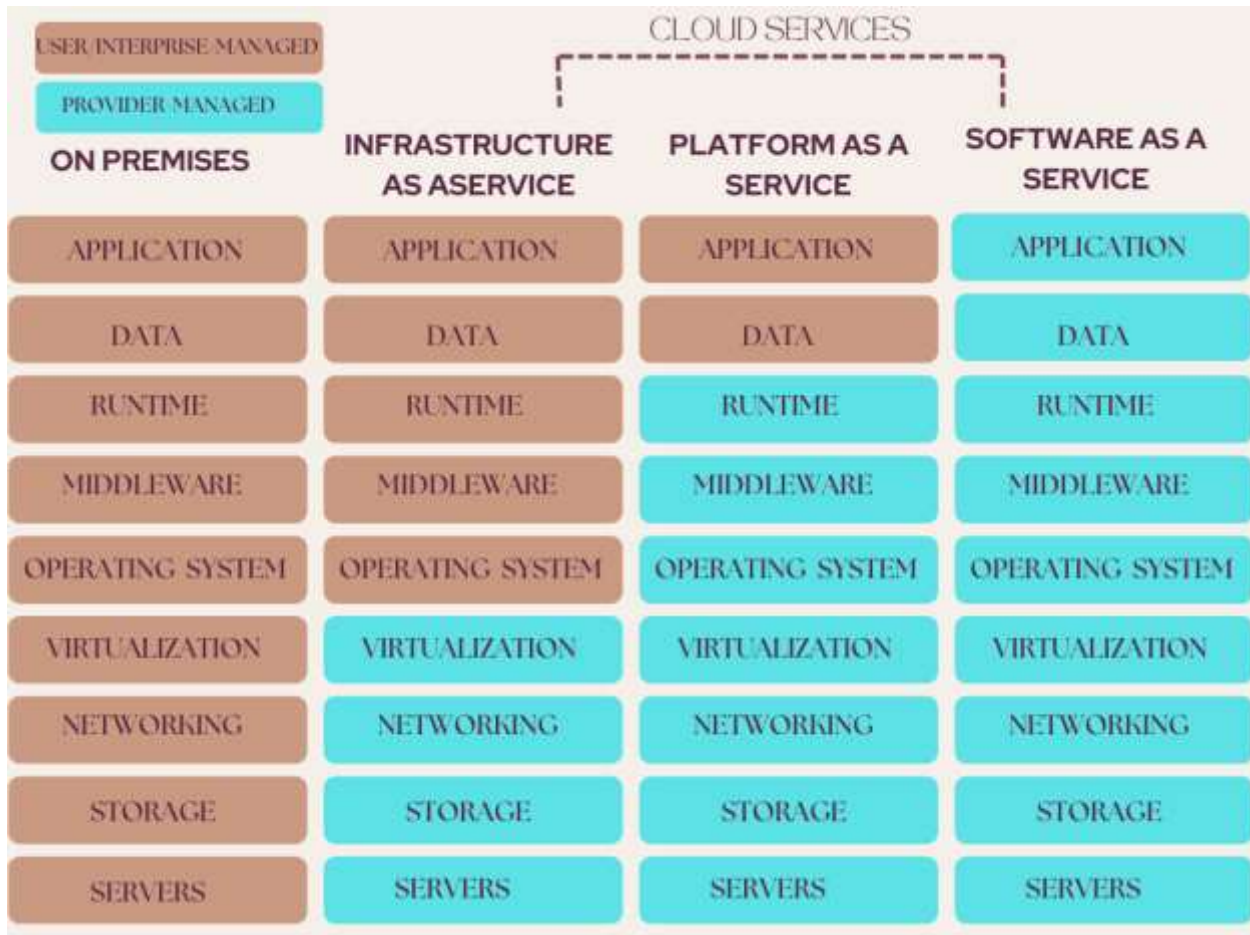 USER/INTERPRISE MANAGED
CLOUD SERVICES
PROVIDER MANAGED
ON PREMISES
INFRASTRUCTURE
AS ASERVICE
PLATFORM AS A
SERVICE
SOFTWARE AS A
SERVICE
APPLICATION
APPLICATION
APPLICATION
APPLICATION
DATA
DATA
DATA
DATA
RUNTIME
RUNTIME
RUNTIME
RUNTIME
MIDDLEWARE
MIDDLEWARE
MIDDLEWARE
MIDDLEWARE
OPERATING SYSTEM
OPERATING SYSTEM
OPERATING SYSTEM
OPERATING SYSTEM
VIRTUALIZATION
VIRTUALIZATION
VIRTUALIZATION
VIRTUALIZATION
NETWORKING
NETWORKING
NETWORKING
NETWORKING
STORAGE
STORAGE
STORAGE
STORAGE
SERVERS
SERVERS
SERVERS
SERVERS